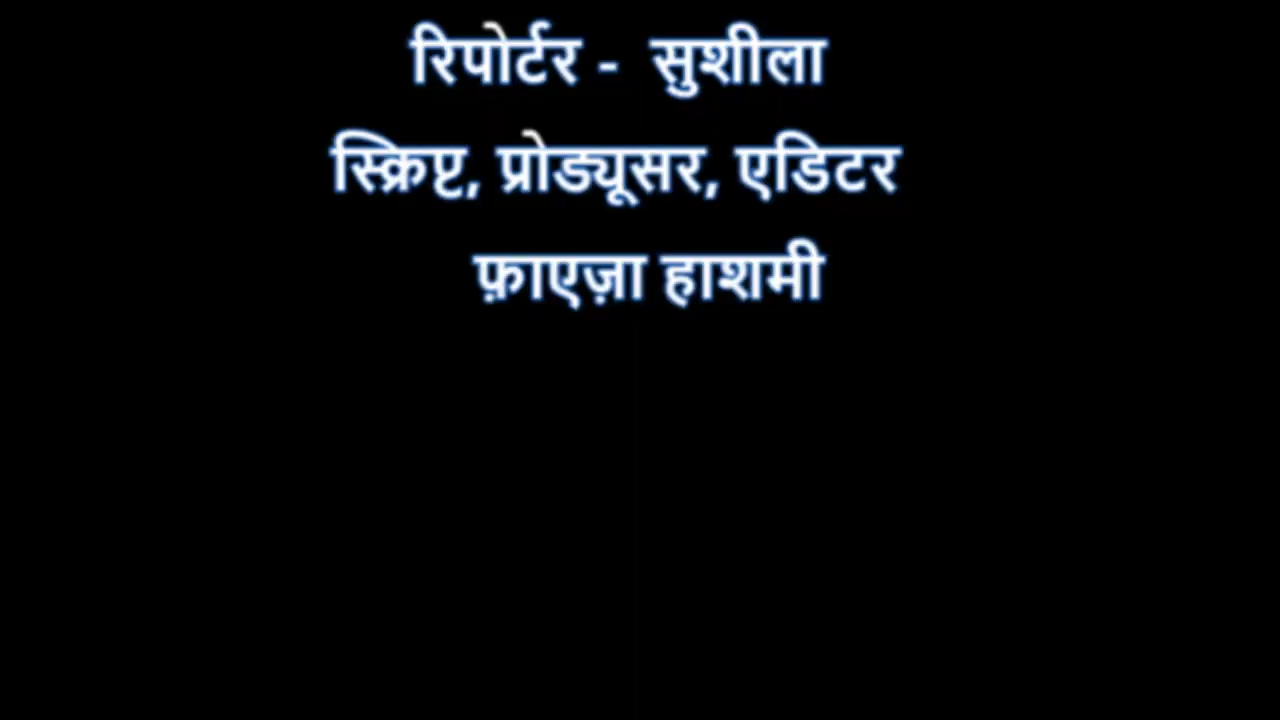 रिपोर्टर - सुशीला
स्क्रिप्ट, प्रोड्यूसर, एडिटर
फ़ाएज़ा हाशमी